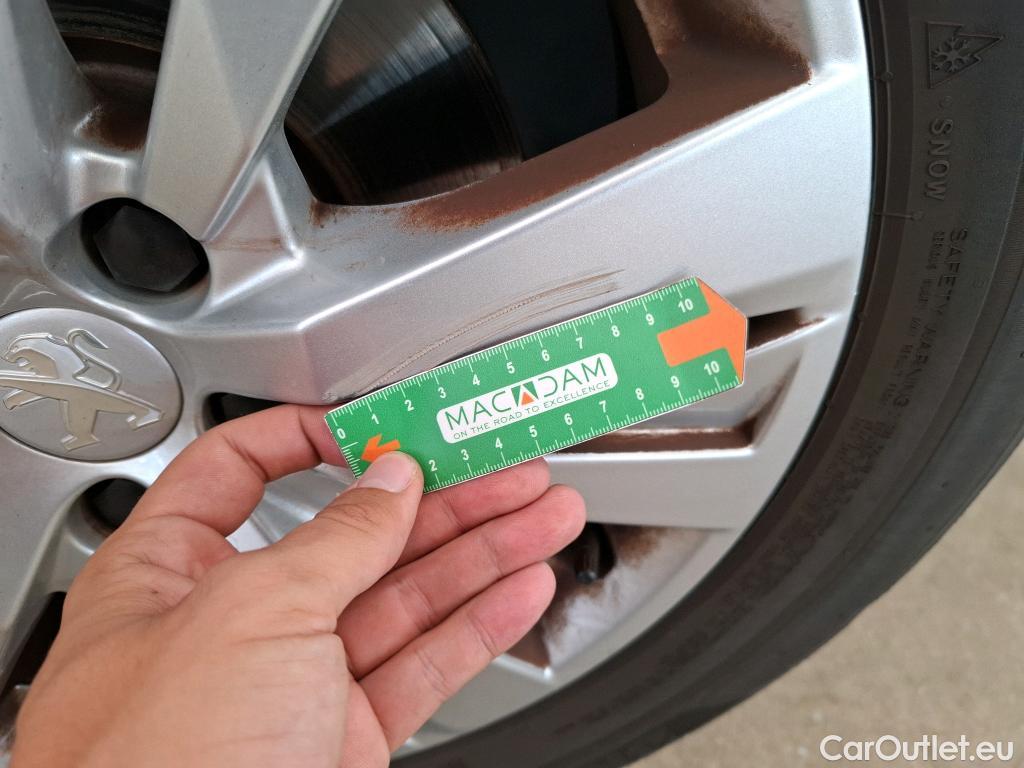 SNOW
SAFETY WARNING
0 1 2 3 4 5 6 7 8 9 10
MACADAM
ON THE ROAD TO EXCELLENCE
2 3 4 5 6 7 8 9 10
CarOutlet.eu